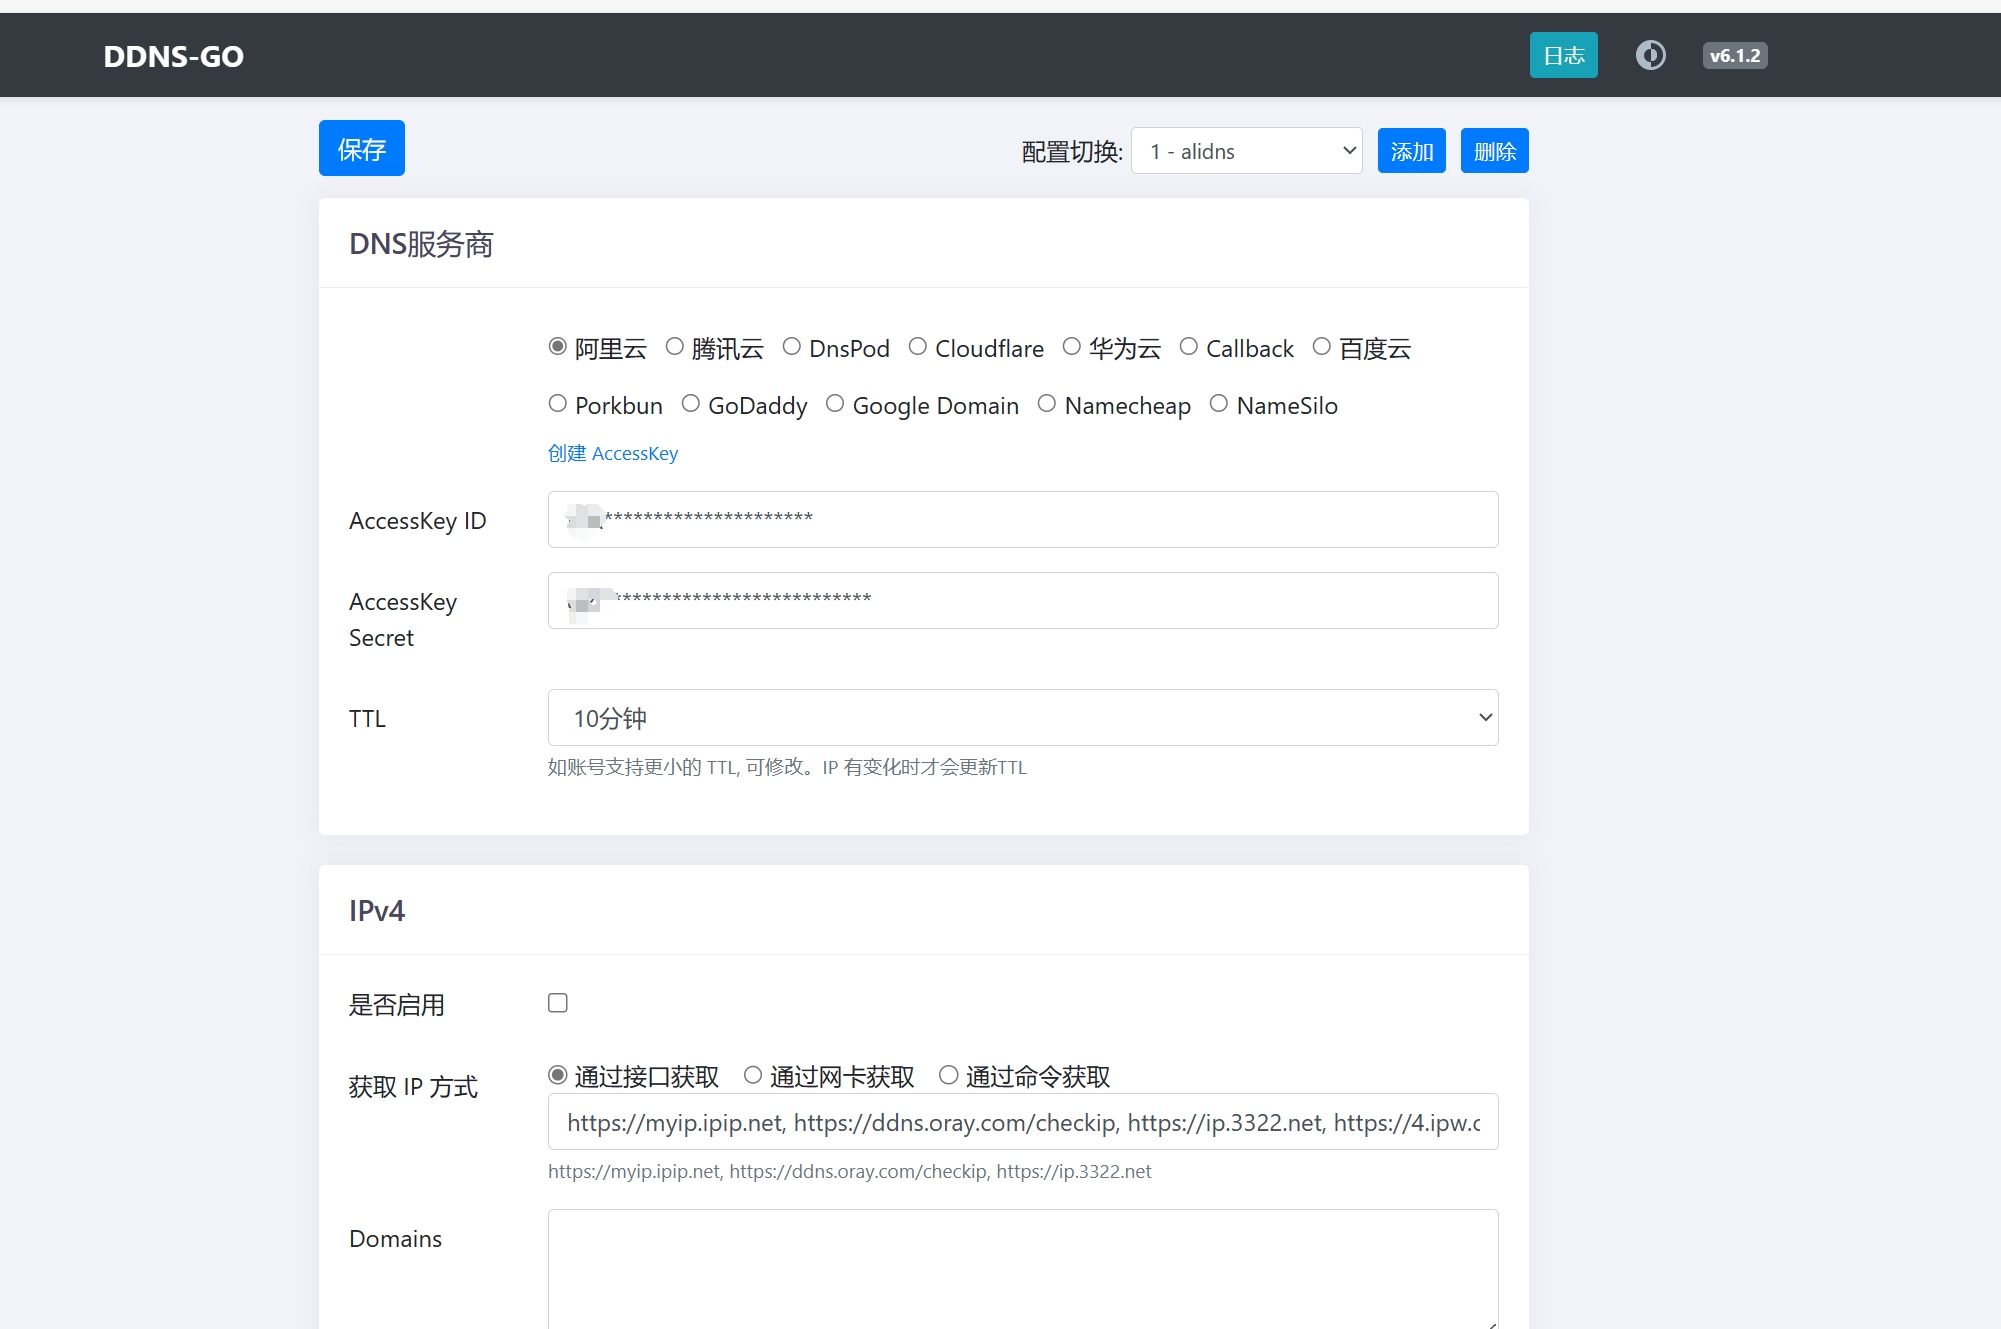 DDNS-GO 日志 v6.1.2
保存 配置切换: 1 - alidns 添加 删除
DNS服务商
阿里云 腾讯云 DnsPod Cloudflare 华为云 Callback 百度云
Porkbun GoDaddy Google Domain Namecheap NameSilo
创建 AccessKey
AccessKey ID *********************
AccessKey **************************
Secret
TTL 10分钟
如账号支持更小的 TTL, 可修改。IP 有变化时才会更新TTL
IPv4
是否启用
获取 IP 方式 通过接口获取 通过网卡获取 通过命令获取
https://myip.ipip.net, https://ddns.oray.com/checkip, https://ip.3322.net, https://4.ipw.c
https://myip.ipip.net, https://ddns.oray.com/checkip, https://ip.3322.net
Domains